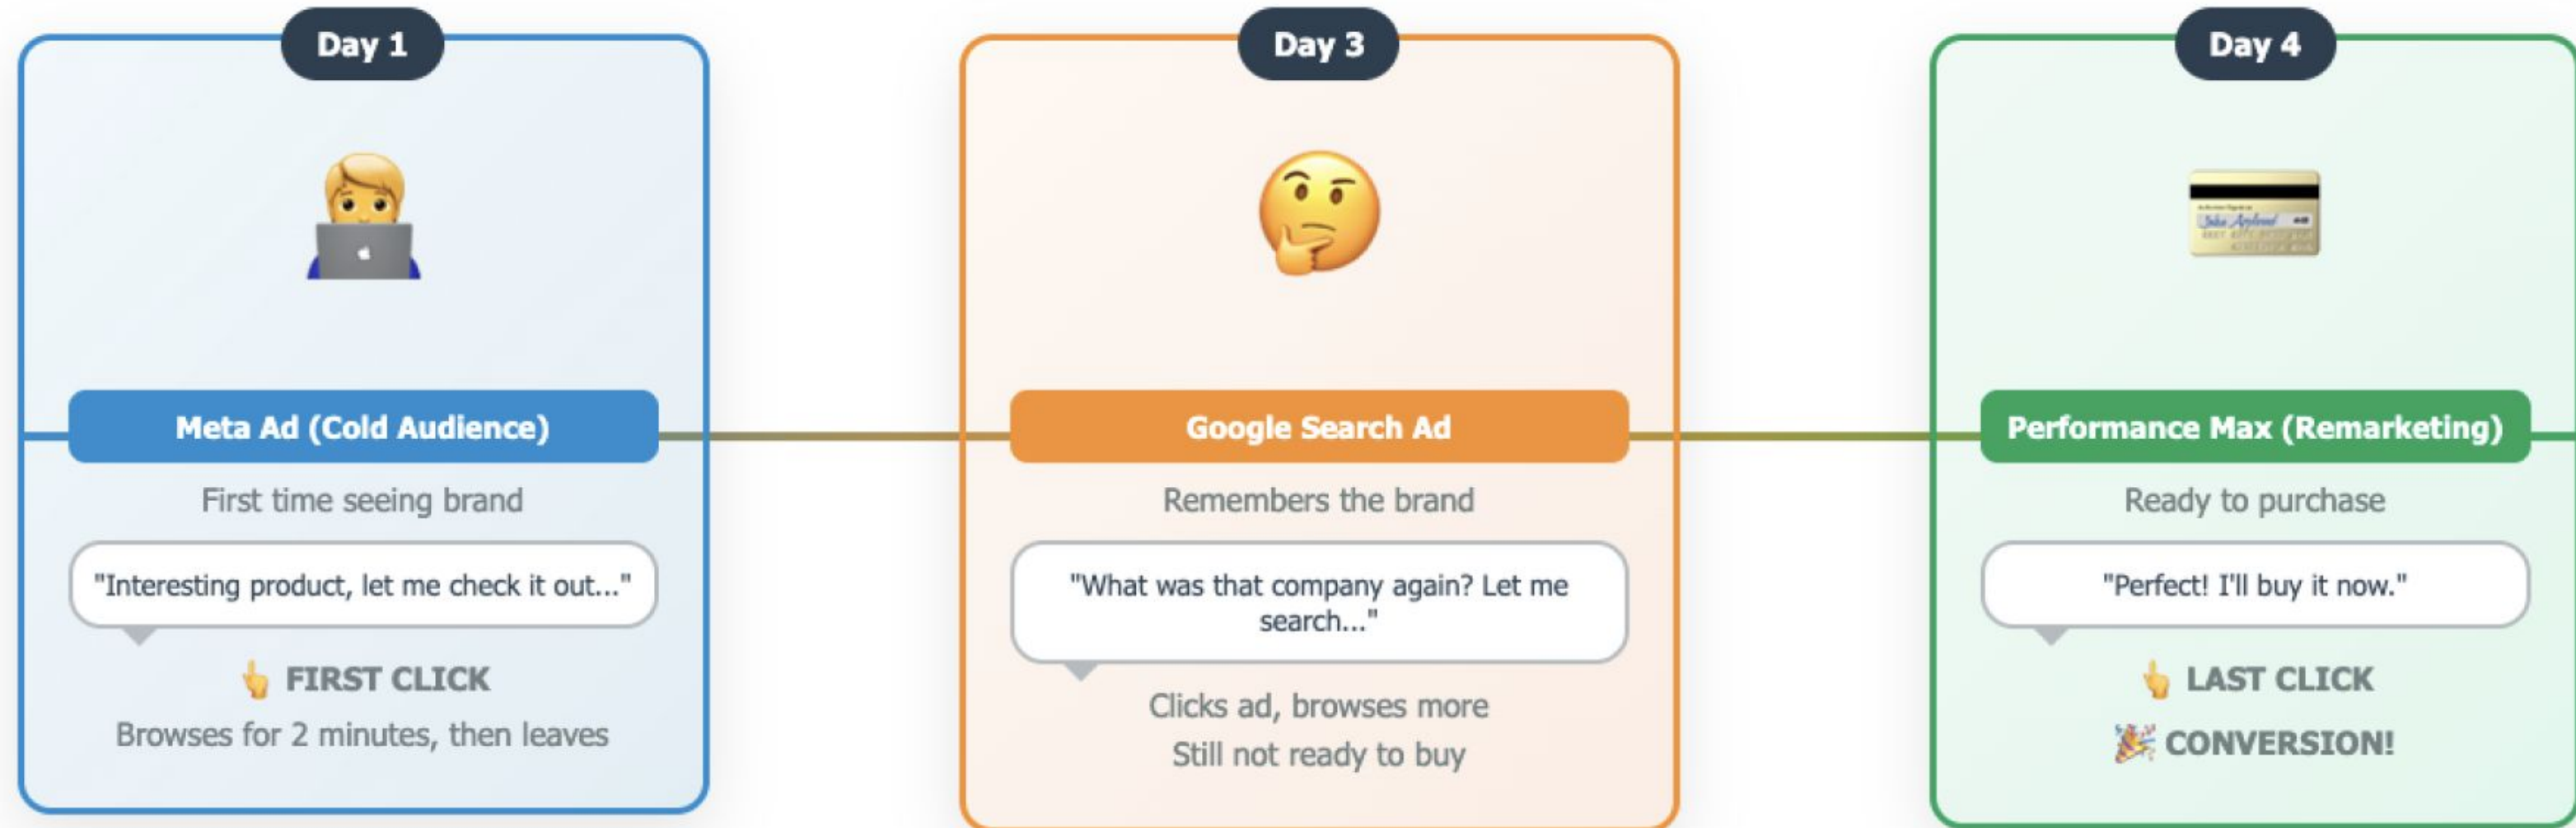 Day 1
Meta Ad (Cold Audience)
First time seeing brand
"Interesting product, let me check it out..."
👆 FIRST CLICK
Browses for 2 minutes, then leaves
Day 3
Google Search Ad
Remembers the brand
"What was that company again? Let me
search..."
Clicks ad, browses more
Still not ready to buy
Day 4
Performance Max (Remarketing)
Ready to purchase
"Perfect! I'll buy it now."
👆 LAST CLICK
🎉 CONVERSION!